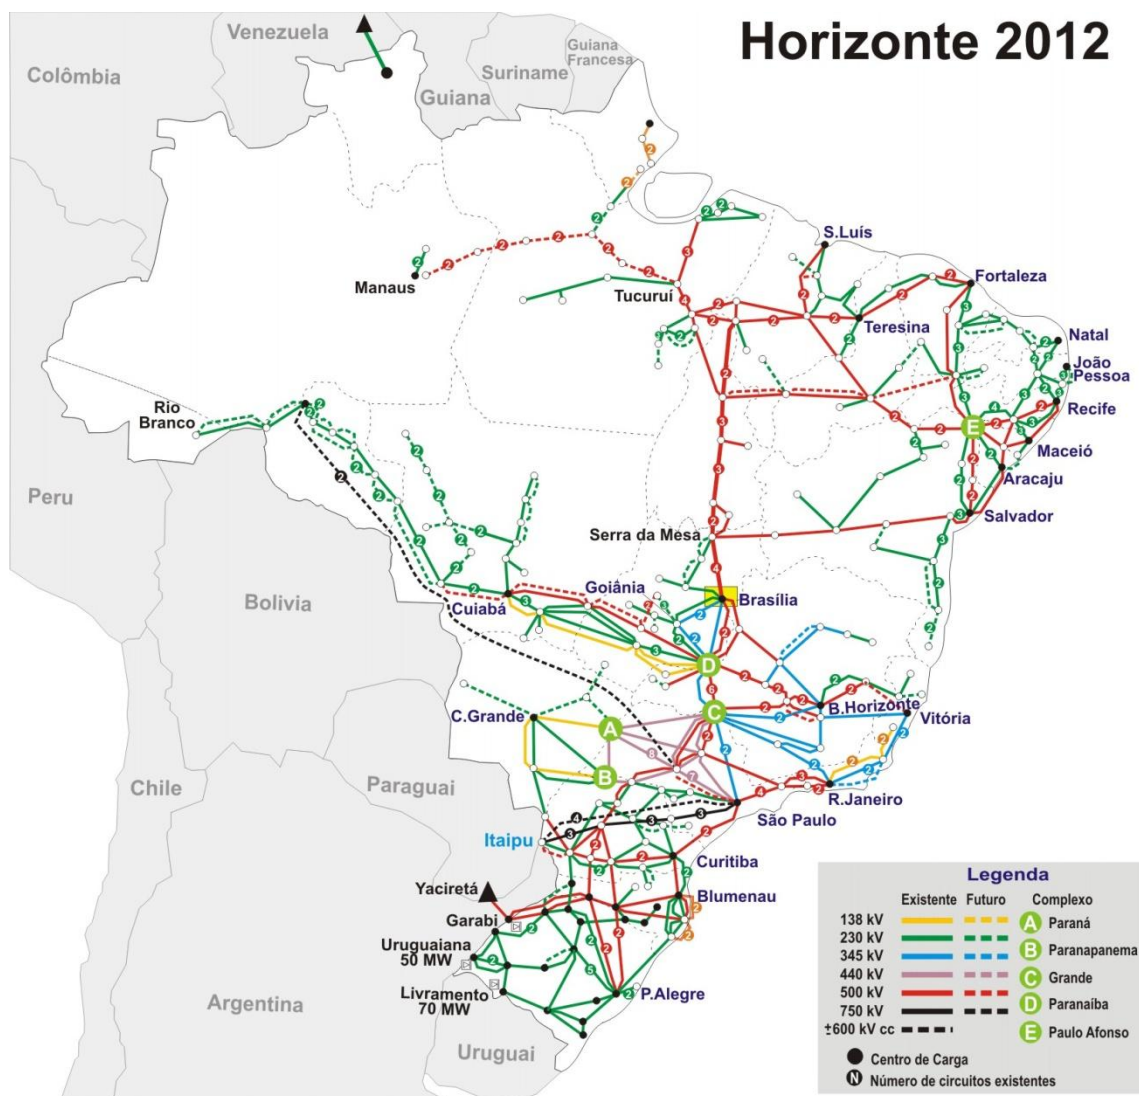 Horizonte 2012
Venezuela
Colômbia
Guiana
Suriname
Guiana
Francesa
Manaus
Tucuruí
S.Luís
Teresina
Fortaleza
Natal
João
Pessoa
Recife
Maceió
Aracaju
Salvador
Rio
Branco
Peru
Serra da Mesa
Goiânia
Brasília
Cuiabá
Bolivia
C.Grande
A
B
C
D
E
B.Horizonte
Vitória
R.Janeiro
São Paulo
Paraguai
Chile
Itaipu
Curitiba
Blumenau
Yaciretá
Garabi
Uruguaiana
50 MW
Livramento
70 MW
P.Alegre
Argentina
Uruguai
Legenda
Existente Futuro Complexo
138 kV A Paraná
230 kV B Paranapanema
345 kV C Grande
440 kV D Paranaíba
500 kV E Paulo Afonso
750 kV
±600 kV cc
Centro de Carga
N Número de circuitos existentes